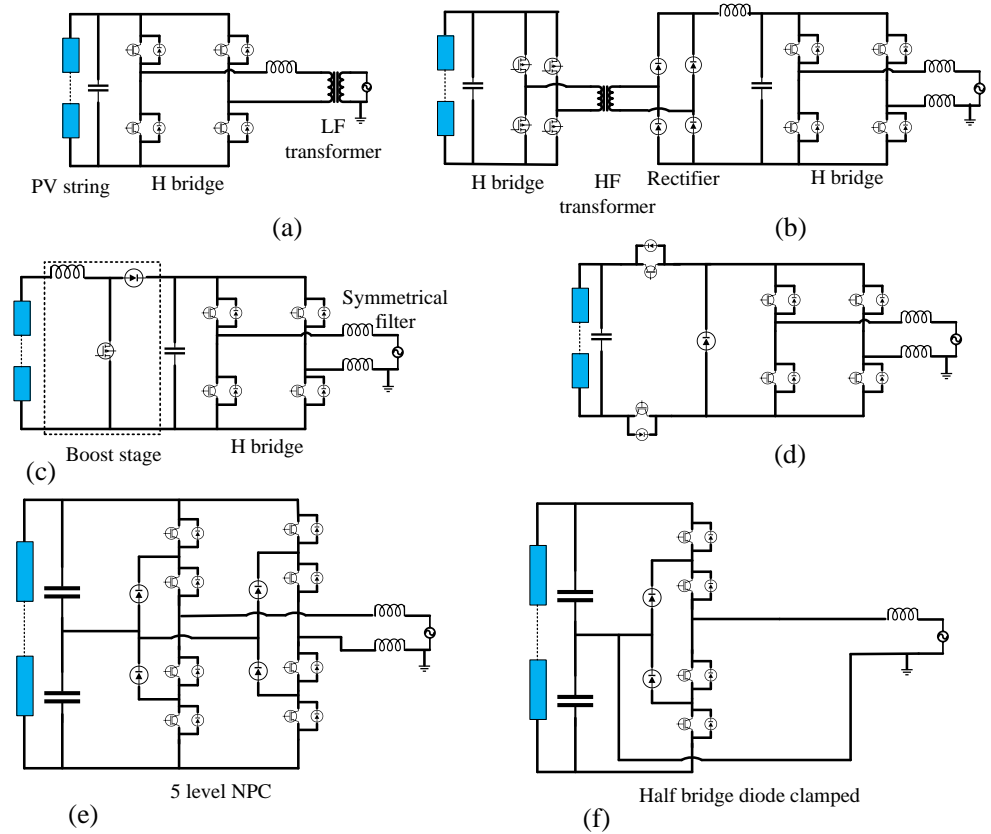 LF
transformer
PV string
H bridge
(a)
H bridge
HF
transformer
Rectifier
H bridge
(b)
Symmetrical
filter
Boost stage
H bridge
(c)
(d)
5 level NPC
(e)
Half bridge diode clamped
(f)